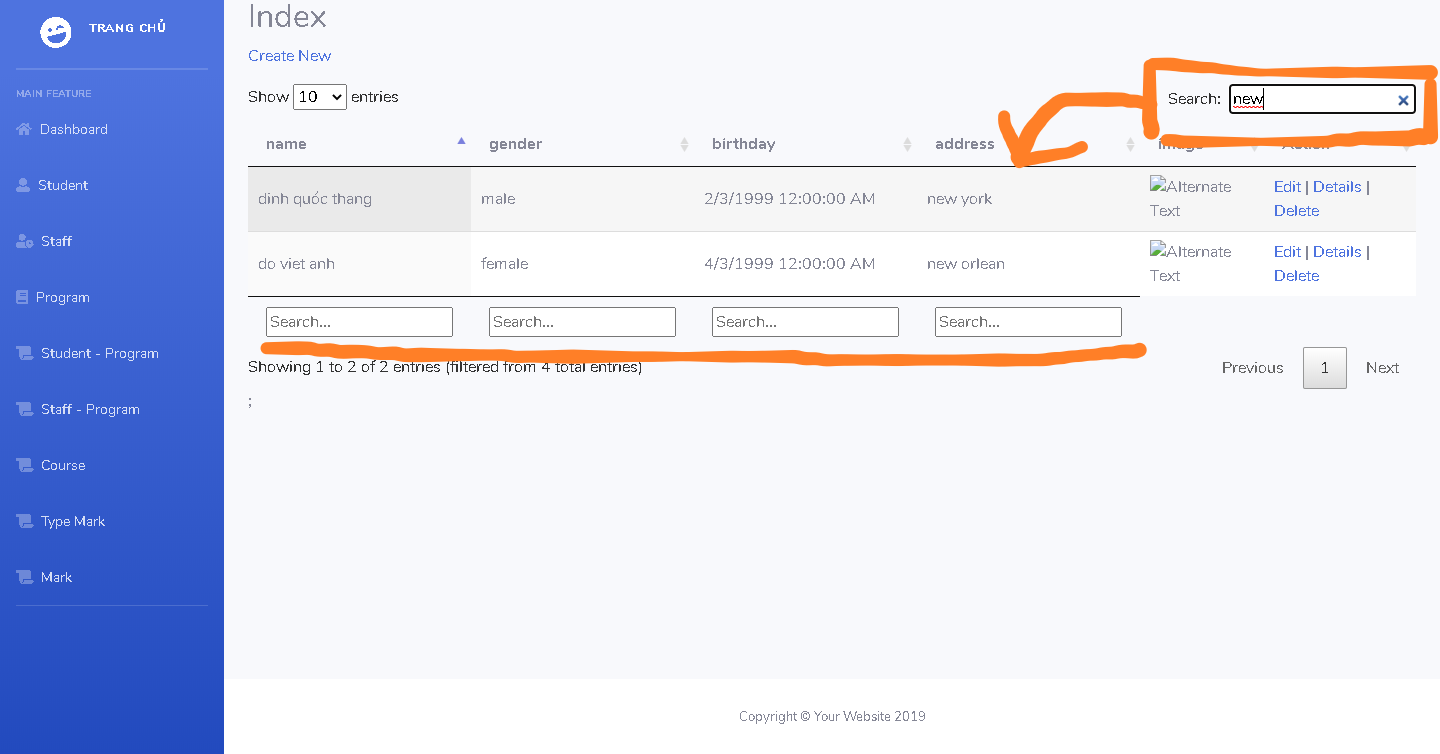 TRANG CHỦ
MAIN FEATURE
Dashboard
Student
Staff
Program
Student - Program
Staff - Program
Course
Type Mark
Mark
Index
Create New
Show 10 entries
Search: new
name gender birthday address image Action
dinh quốc thang male 2/3/1999 12:00:00 AM new york Alternate Text Edit | Details | Delete
do viet anh female 4/3/1999 12:00:00 AM new orlean Alternate Text Edit | Details | Delete
Search... Search... Search... Search...
Showing 1 to 2 of 2 entries (filtered from 4 total entries)
Previous 1 Next
;
Copyright © Your Website 2019